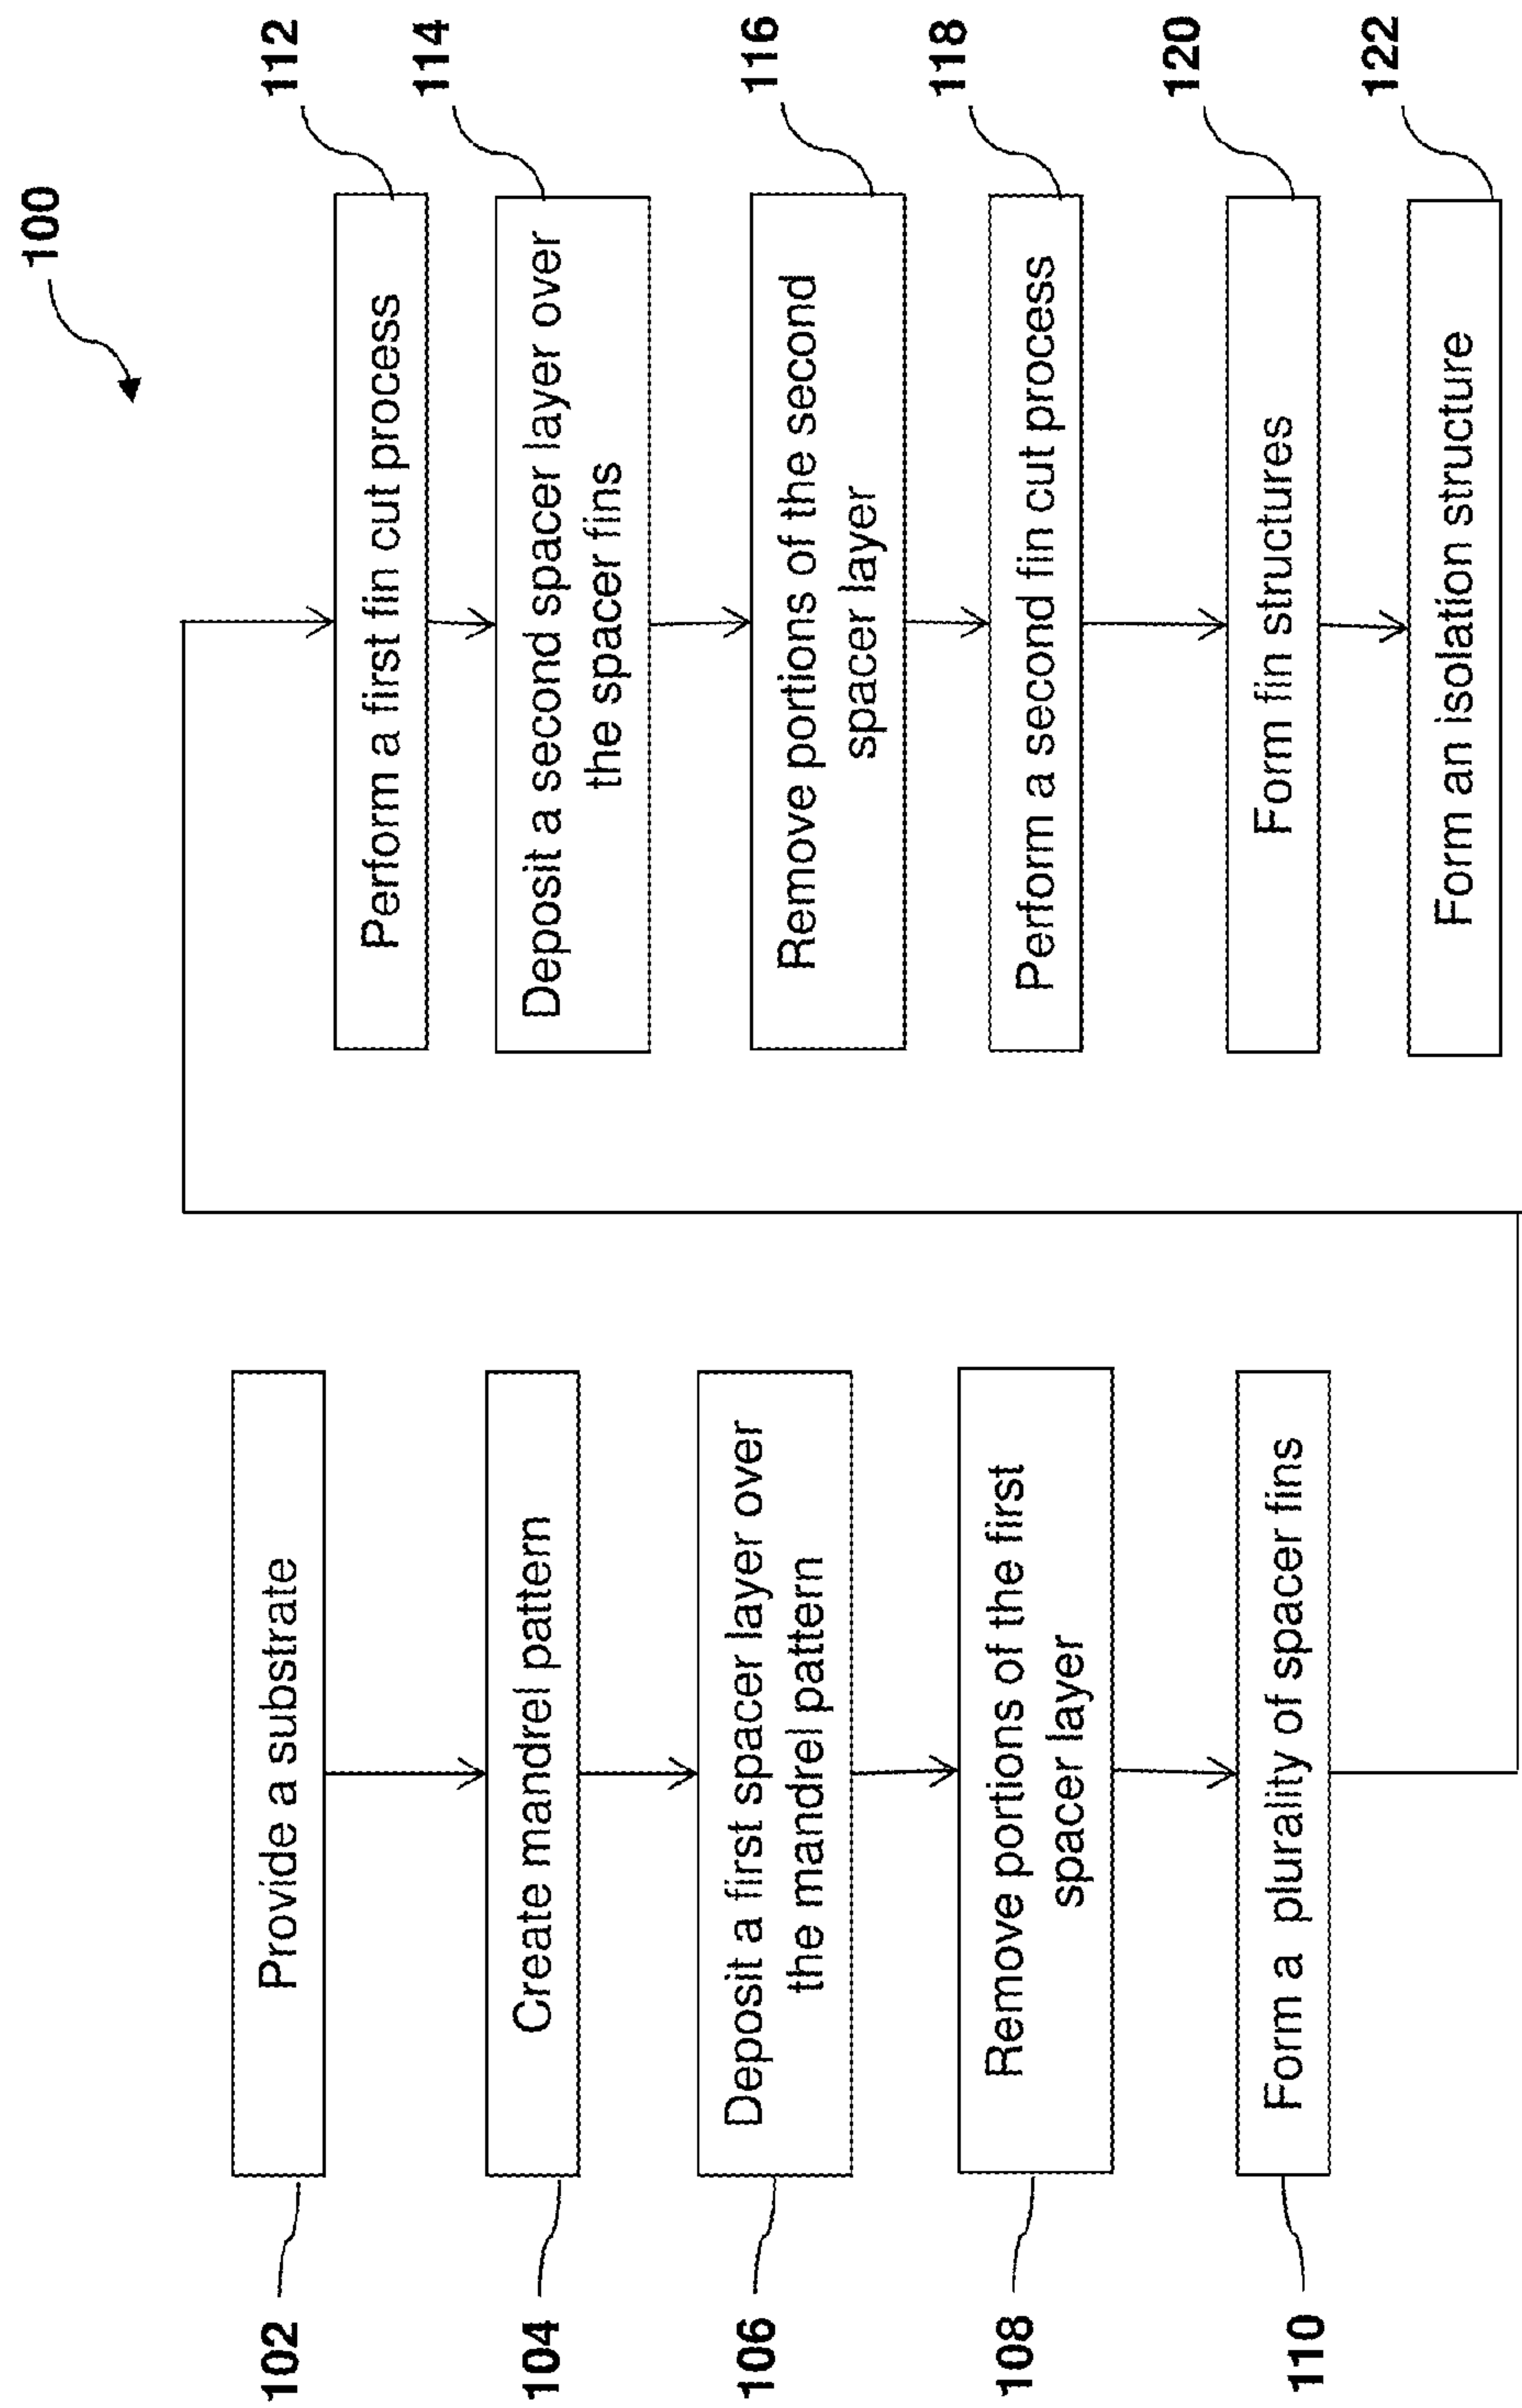 100
102
Provide a substrate
104
Create mandrel pattern
106
Deposit a first spacer layer over
the mandrel pattern
108
Remove portions of the first
spacer layer
110
Form a plurality of spacer fins
112
Perform a first fin cut process
114
Deposit a second spacer layer over
the spacer fins
116
Remove portions of the second
spacer layer
118
Perform a second fin cut process
120
Form fin structures
122
Form an isolation structure